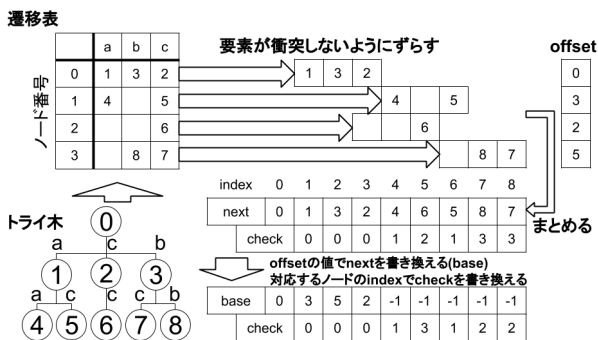 遷移表
要素が衝突しないようにずらす
offset
a b c
0 1 3 2
1 4 5
2 6
3 8 7
ノード番号
1 3 2
4 5
6
8 7
0
3
2
5
index 0 1 2 3 4 5 6 7 8
next 0 1 3 2 4 6 5 8 7
check 0 0 0 1 2 1 3 3
まとめる
トライ木
0
a c b
1 2 3
a c c c b
4 5 6 7 8
offsetの値でnextを書き換える(base)
対応するノードのindexでcheckを書き換える
base 0 3 5 2 -1 -1 -1 -1 -1
check 0 0 0 1 3 1 2 2